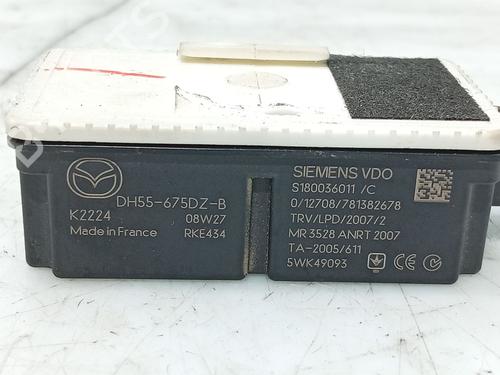 DH55-675DZ-B
K2224 08W27
Made in France RKE434
SIEMENS VDO
S180036011 /C
0/12708/781382678
TRV/LPD/2007/2
MR 3528 ANRT 2007
TA-2005/611
5WK49093 CE